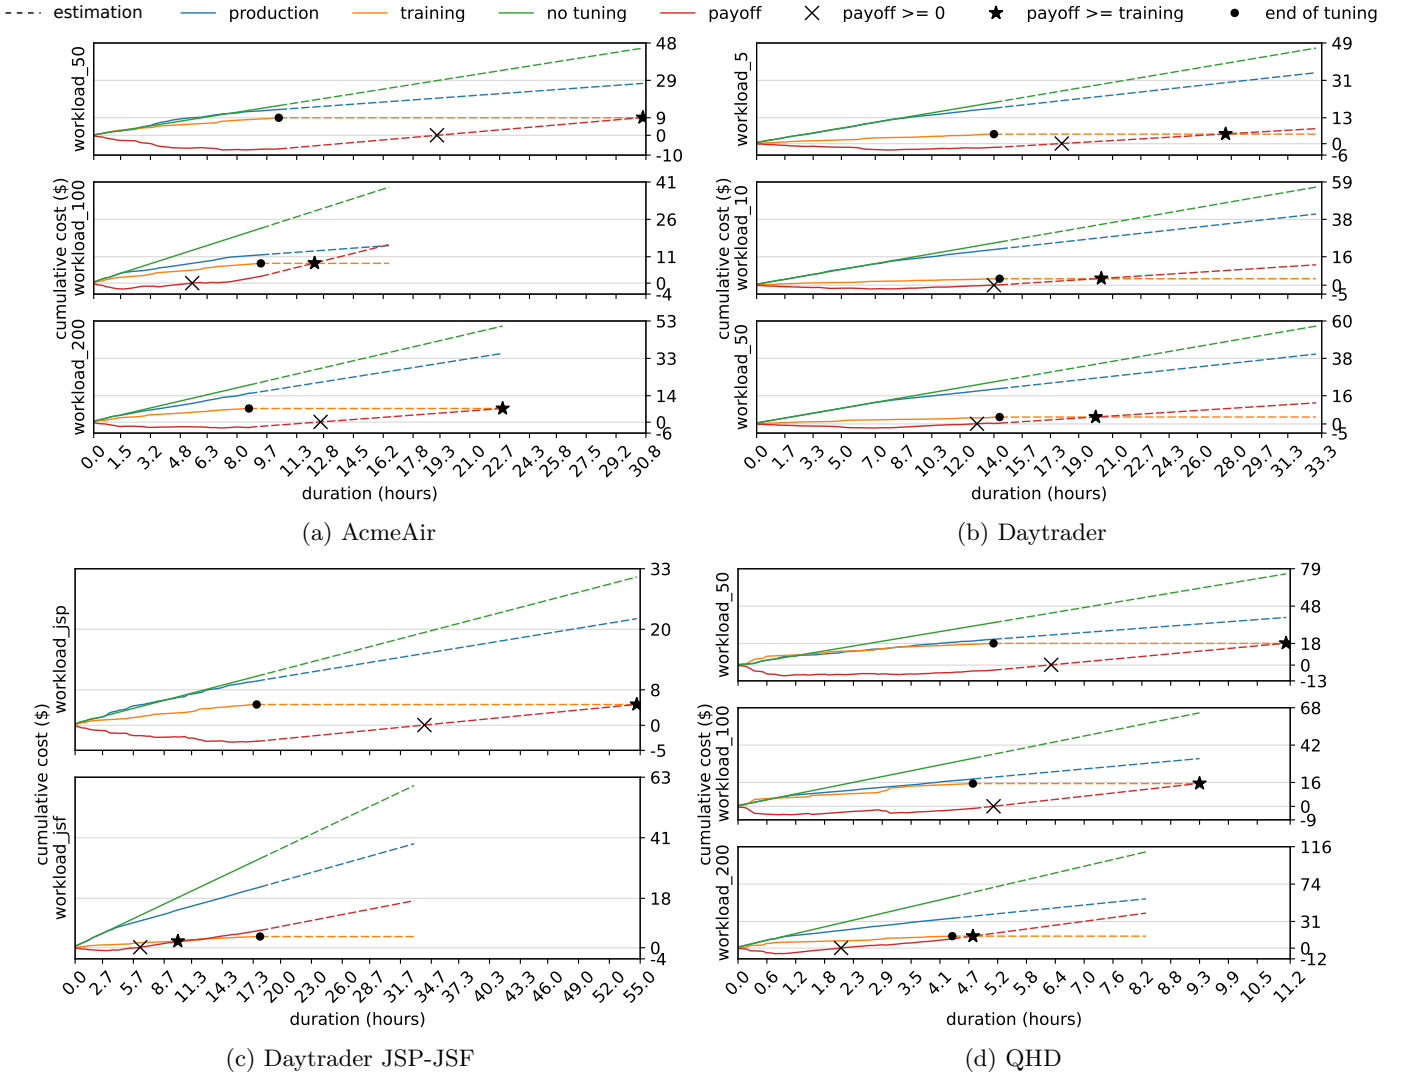 estimation production training no tuning payoff payoff >= 0 payoff >= training end of tuning
cumulative cost ($)
workload_50
48
29
9
0
-10
workload_100
41
26
11
0
-4
workload_200
53
33
14
0
-6
0.0 1.5 3.2 4.8 6.3 8.0 9.7 11.3 12.8 14.5 16.2 17.8 19.3 21.0 22.7 24.3 25.8 27.5 29.2 30.8
duration (hours)
(a) AcmeAir
cumulative cost ($)
workload_5
49
31
13
0
-6
workload_10
59
38
16
0
-5
workload_50
60
38
16
0
-5
0.0 1.7 3.3 5.0 7.0 8.7 10.3 12.0 14.0 15.7 17.3 19.0 21.0 22.7 24.3 26.0 28.0 29.7 31.3 33.3
duration (hours)
(b) Daytrader
cumulative cost ($)
workload_jsp
33
20
8
0
-5
workload_jsf
63
41
18
0
-4
0.0 2.7 5.7 8.7 11.3 14.3 17.3 20.0 23.0 25.7 28.7 31.7 34.7 37.3 40.3 43.3 46.0 49.0 52.0 55.0
duration (hours)
(c) Daytrader JSP-JSF
cumulative cost ($)
workload_50
79
48
18
0
-13
workload_100
68
42
16
0
-9
workload_200
116
74
31
0
-12
0.0 0.6 1.2 1.8 2.3 2.9 3.5 4.1 4.7 5.2 5.8 6.4 7.0 7.6 8.2 8.8 9.3 9.9 10.5 11.2
duration (hours)
(d) QHD